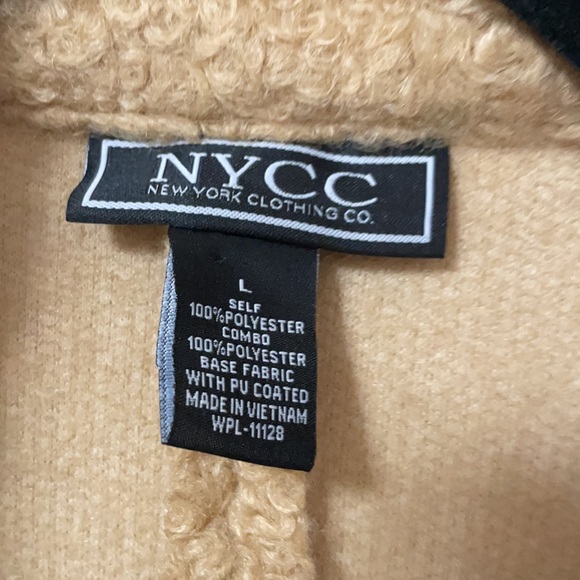 NYCC
NEW YORK CLOTHING CO.
L
SELF
100%POLYESTER
COMBO
100%POLYESTER
BASE FABRIC
WITH PU COATED
MADE IN VIETNAM
WPL-11128